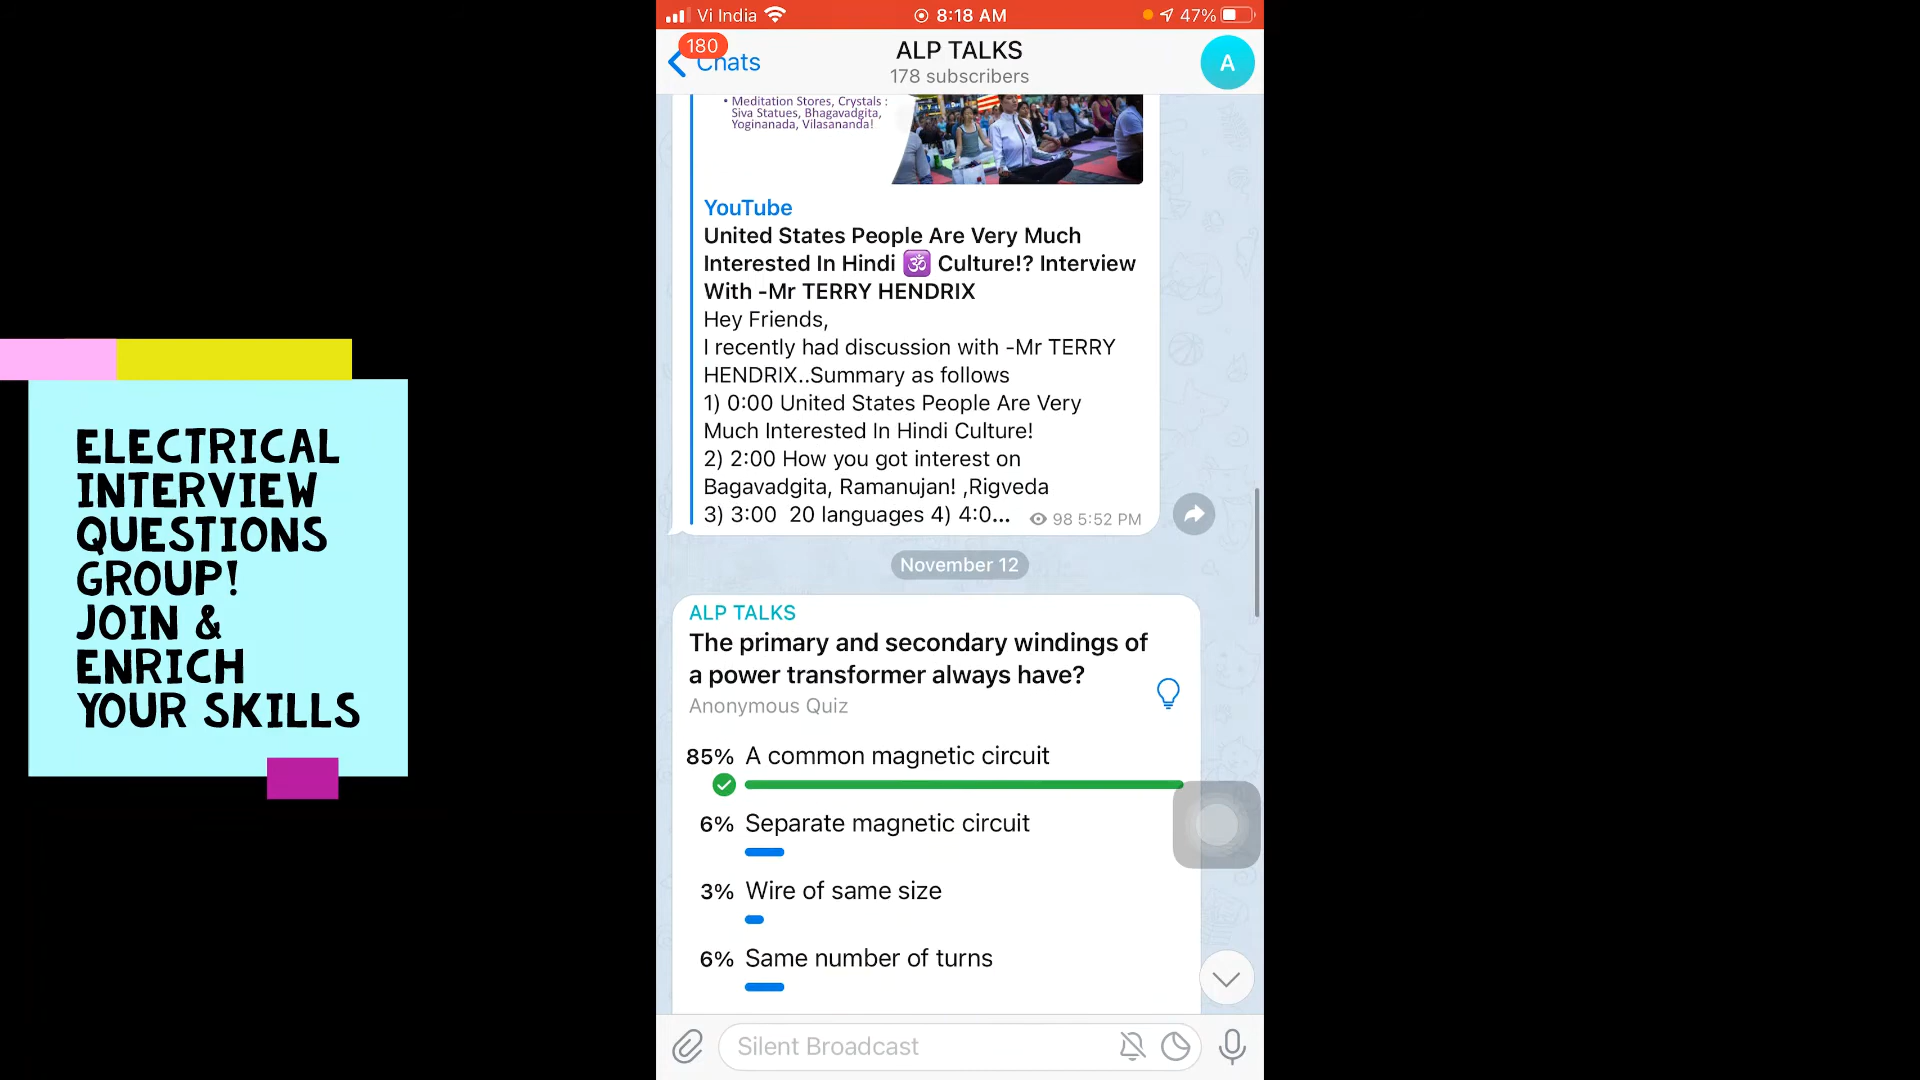 ELECTRICAL
INTERVIEW
QUESTIONS
GROUP!
JOIN &
ENRICH
YOUR SKILLS
Vi India
8:18 AM
47%
180
Chats
ALP TALKS
178 subscribers
A
• Meditation Stores, Crystals :
Siva Statues, Bhagavadgita,
Yoginanada, Vilasananda!
YouTube
United States People Are Very Much
Interested In Hindi 🕉 Culture!? Interview
With -Mr TERRY HENDRIX
Hey Friends,
I recently had discussion with -Mr TERRY
HENDRIX..Summary as follows
1) 0:00 United States People Are Very
Much Interested In Hindi Culture!
2) 2:00 How you got interest on
Bagavadgita, Ramanujan! ,Rigveda
3) 3:00 20 languages 4) 4:0...
98 5:52 PM
November 12
ALP TALKS
The primary and secondary windings of
a power transformer always have?
Anonymous Quiz
85% A common magnetic circuit
6% Separate magnetic circuit
3% Wire of same size
6% Same number of turns
Silent Broadcast